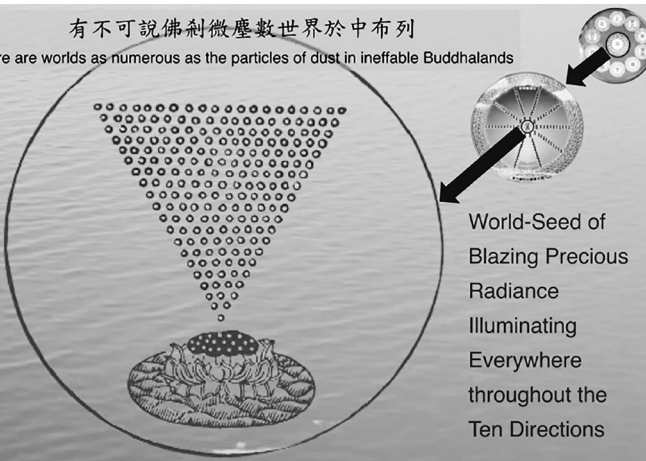 有不可說佛剎微塵數世界於中布列
re are worlds as numerous as the particles of dust in ineffable Buddhalands
World-Seed of
Blazing Precious
Radiance
Illuminating
Everywhere
throughout the
Ten Directions